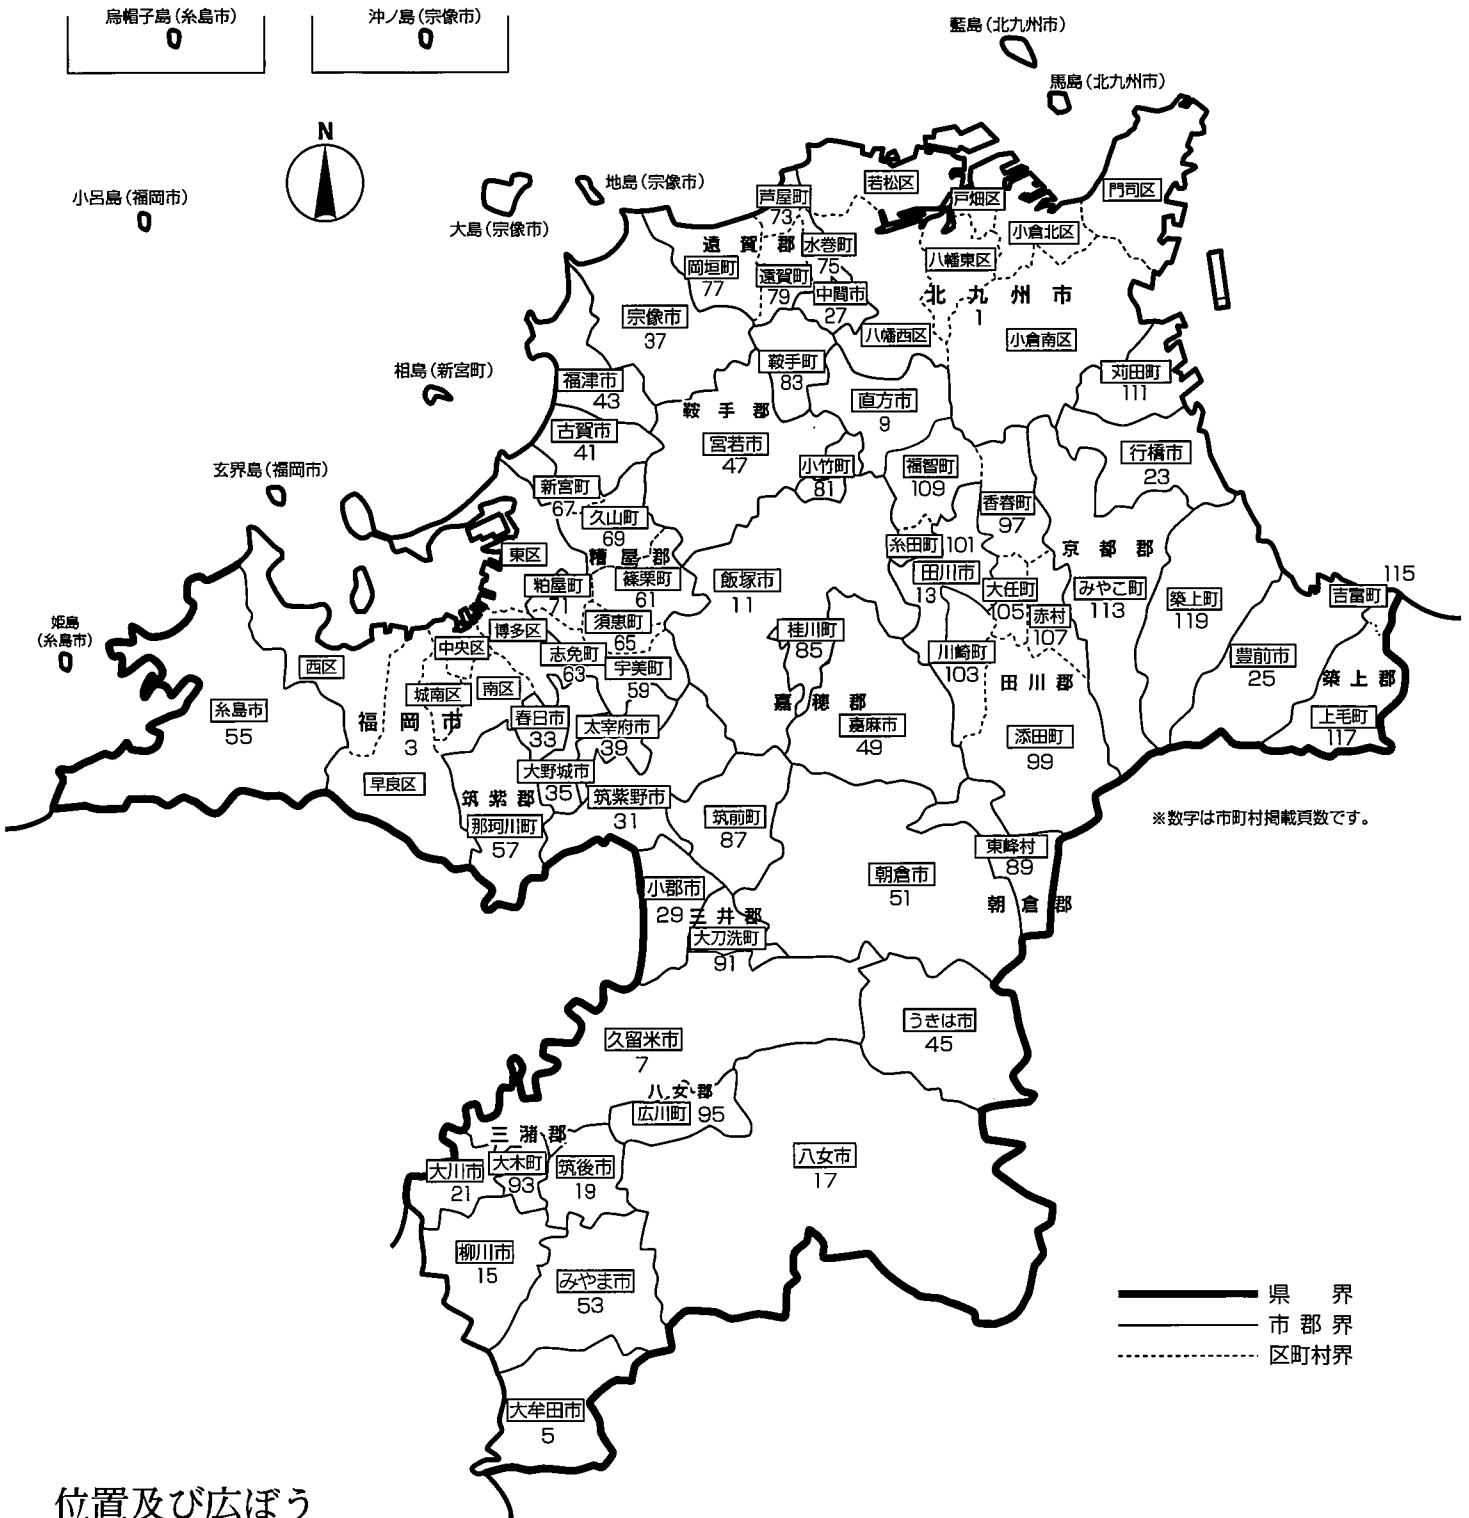 烏帽子島(糸島市)
沖ノ島(宗像市)
藍島(北九州市)
馬島(北九州市)
N
小呂島(福岡市)
地島(宗像市)
大島(宗像市)
若松区
戸畑区
門司区
芦屋町
73
小倉北区
遠賀郡
水巻町
75
岡垣町
77
遠賀町
79
中間市
27
八幡東区
北九州市
1
宗像市
37
八幡西区
小倉南区
相島(新宮町)
福津市
43
鞍手町
83
苅田町
111
鞍手郡
直方市
9
古賀市
41
宮若市
47
行橋市
23
小竹町
81
福智町
109
玄界島(福岡市)
新宮町
67
香春町
97
久山町
69
糸田町
101
京都郡
東区
糟屋郡
篠栗町
61
飯塚市
11
田川市
13
粕屋町
71
大任町
105
みやこ町
113
築上町
119
115
吉富町
姫島
(糸島市)
須恵町
65
赤村
107
博多区
中央区
桂川町
85
志免町
63
宇美町
59
川崎町
103
西区
豊前市
25
築上郡
城南区
南区
田川郡
糸島市
55
福岡市
3
春日市
33
太宰府市
39
嘉穂郡
嘉麻市
49
上毛町
117
添田町
99
早良区
大野城市
35
筑紫郡
筑紫野市
31
那珂川町
57
筑前町
87
※数字は市町村掲載頁数です。
東峰村
89
小郡市
29
朝倉市
51
朝倉郡
三井郡
大刀洗町
91
うきは市
45
久留米市
7
八女郡
広川町
95
三潴郡
大川市
21
大木町
93
筑後市
19
八女市
17
柳川市
15
みやま市
53
県界
市郡界
区町村界
大牟田市
5
位置及び広ぼう